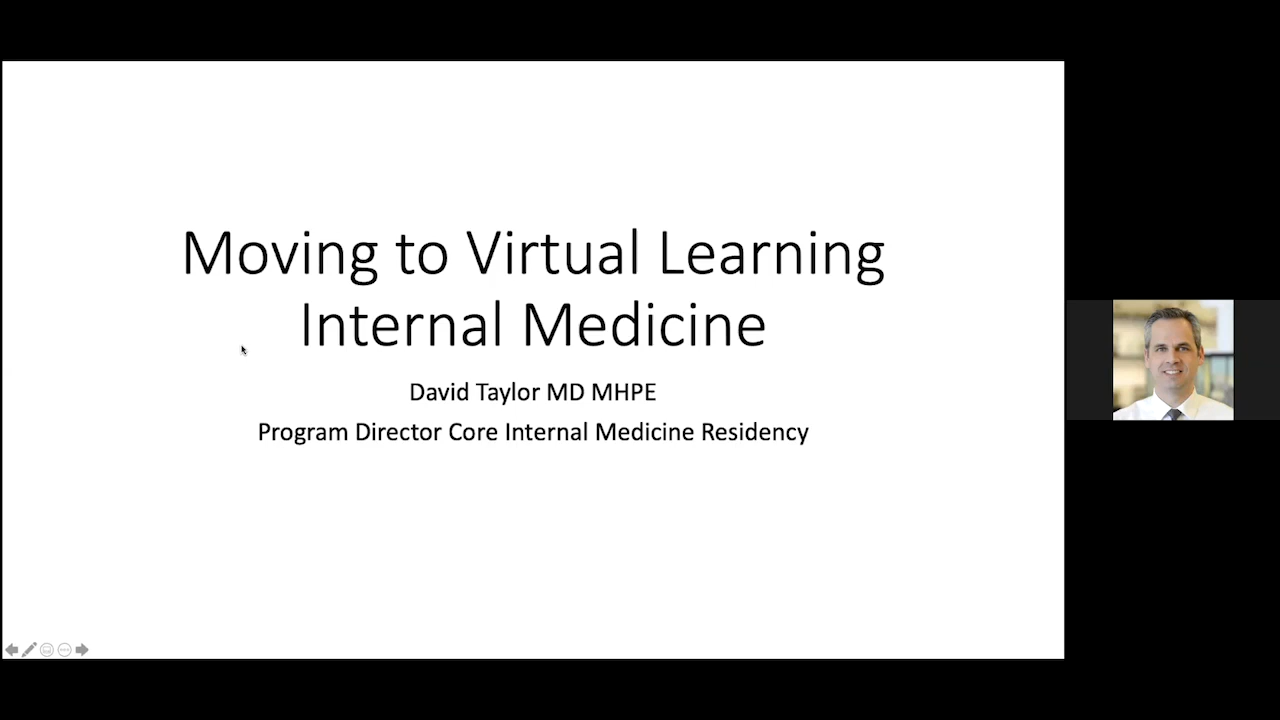 Moving to Virtual Learning
Internal Medicine
David Taylor MD MHPE
Program Director Core Internal Medicine Residency